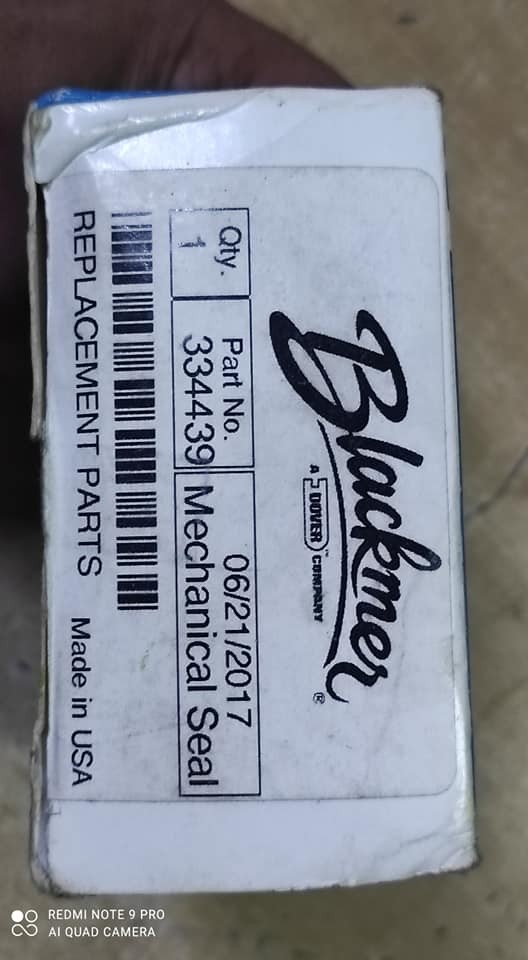 Blackmer®
A DOVER™ COMPANY
Qty. Part No. 06/21/2017
1 334439 Mechanical Seal
REPLACEMENT PARTS Made in USA
REDMI NOTE 9 PRO
AI QUAD CAMERA